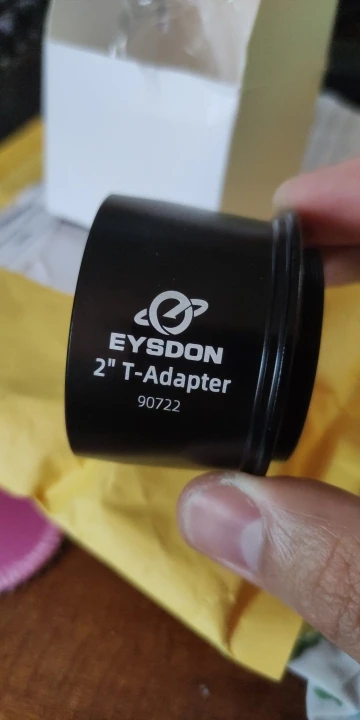 EYSDON
2" T-Adapter
90722